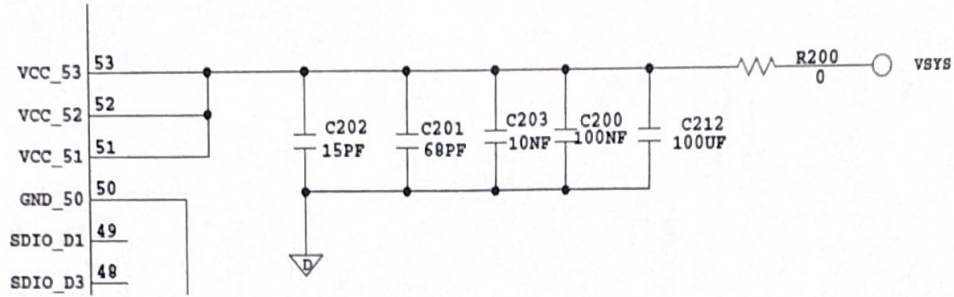 VCC_53 53 R200 VSYS
0
VCC_52 52
C202 C201 C203 C200 C212
15PF 68PF 10NF 100NF 100UF
VCC_51 51
GND_50 50
SDIO_D1 49
SDIO_D3 48
D